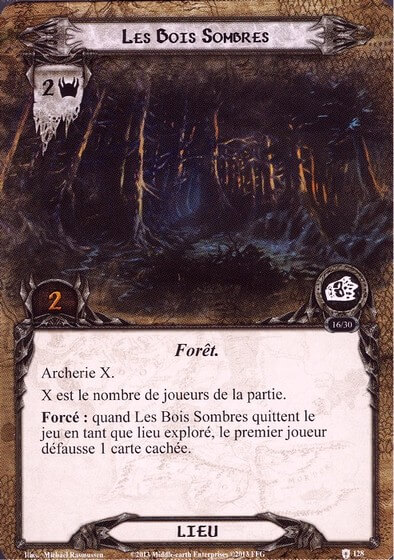 Les Bois Sombres
2
2
16/30
Forêt.
Archerie X.
X est le nombre de joueurs de la partie.
Forcé : quand Les Bois Sombres quittent le
jeu en tant que lieu exploré, le premier joueur
défausse 1 carte cachée.
LIEU
Illus. Michael Rasmussen
©2013 Middle-earth Enterprises ©2013 FFG
128